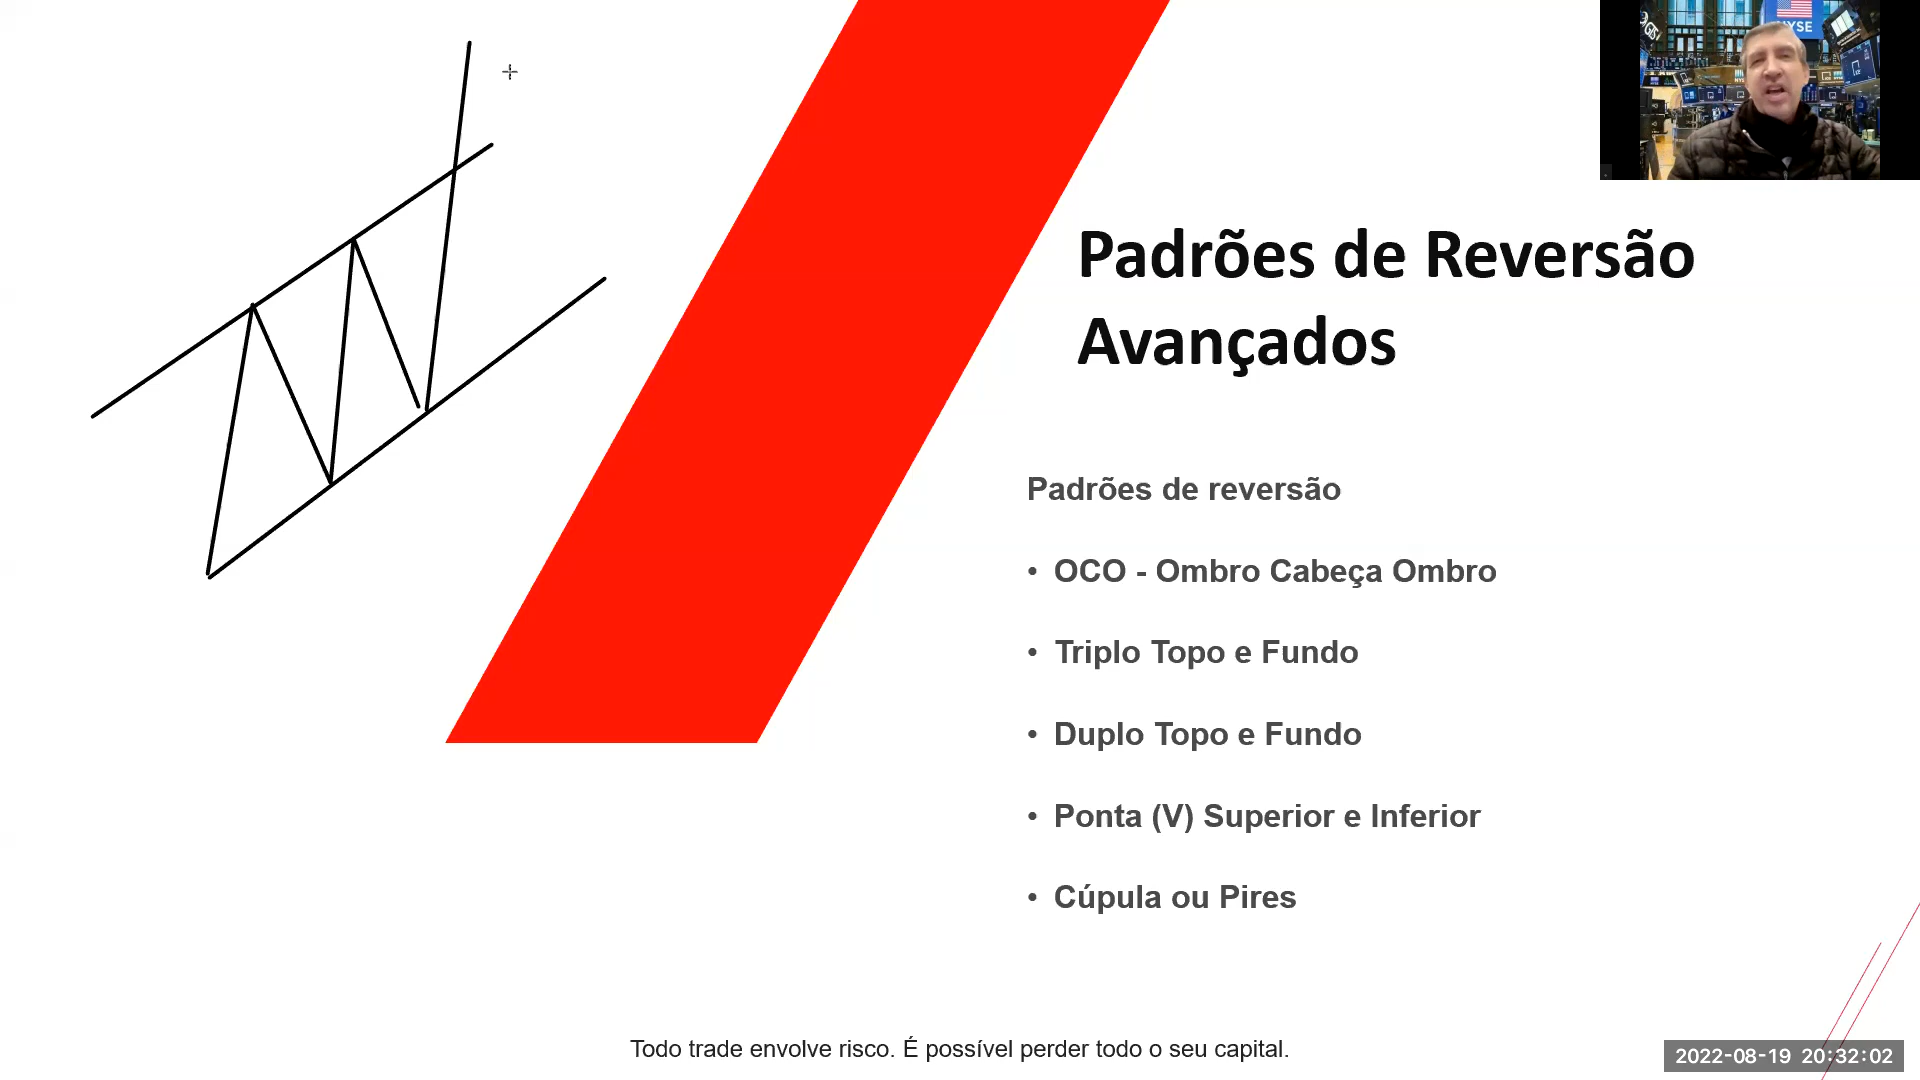 NYSE
Padrões de Reversão
Avançados
Padrões de reversão
• OCO - Ombro Cabeça Ombro
• Triplo Topo e Fundo
• Duplo Topo e Fundo
• Ponta (V) Superior e Inferior
• Cúpula ou Pires
Todo trade envolve risco. É possível perder todo o seu capital.
2022-08-19 20:32:02